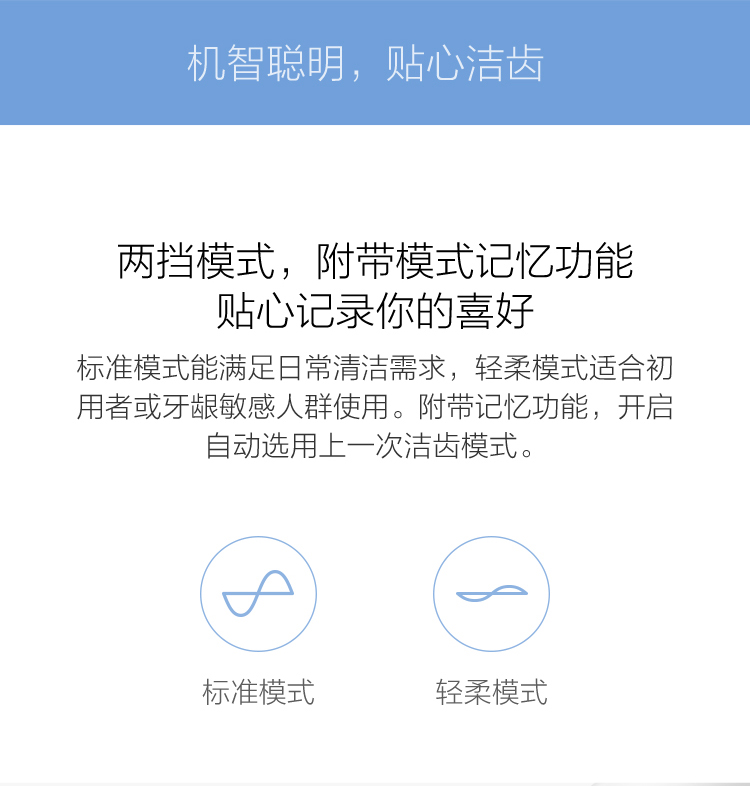 机智聪明，贴心洁齿
两挡模式，附带模式记忆功能
贴心记录你的喜好
标准模式能满足日常清洁需求，轻柔模式适合初
用者或牙龈敏感人群使用。附带记忆功能，开启
自动选用上一次洁齿模式。
标准模式
轻柔模式